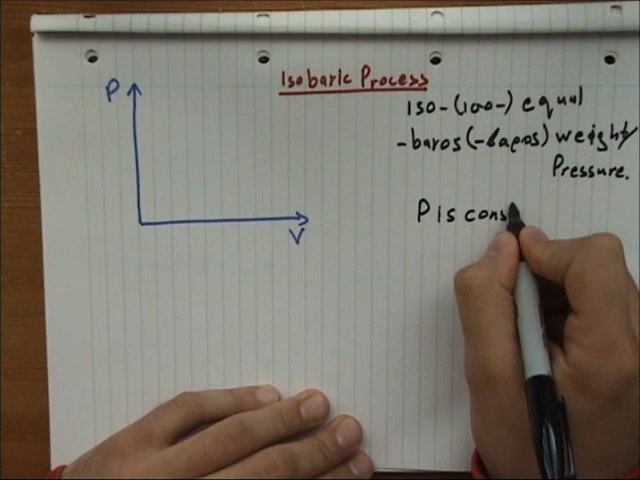 Isobaric Process
P
iso-(ισο-) equal
-baros (-βαρος) weight/
Pressure.
P is cons
V